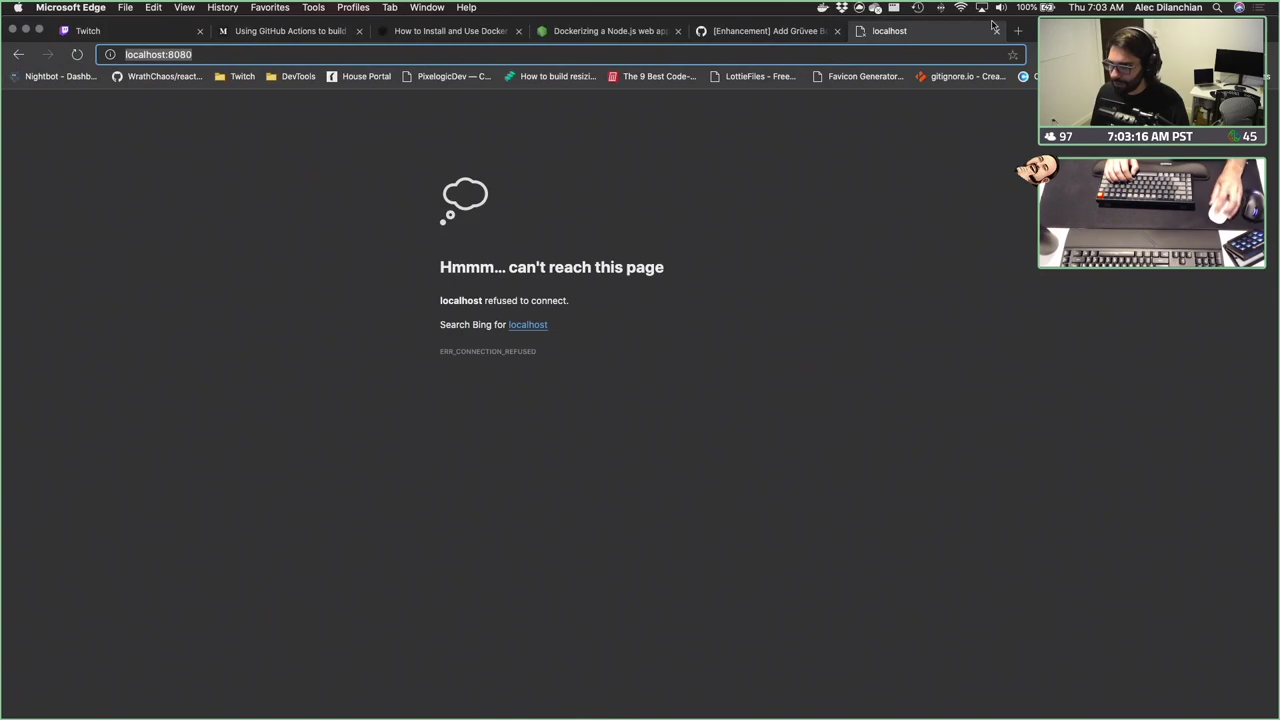 Microsoft Edge File Edit View History Favorites Tools Profiles Tab Window Help 100% Thu 7:03 AM Alec Dilanchian
Twitch
Using GitHub Actions to build
How to Install and Use Docker
Dockerizing a Node.js web app
[Enhancement] Add Grüvee B
localhost
localhost:8080
Nightbot - Dashb...
WrathChaos/react...
Twitch
DevTools
House Portal
PixelogicDev — C...
How to build resizi...
The 9 Best Code-...
LottieFiles - Free...
Favicon Generator...
gitignore.io - Crea...
97 7:03:16 AM PST 45
Hmmm... can't reach this page
localhost refused to connect.
Search Bing for localhost
ERR_CONNECTION_REFUSED